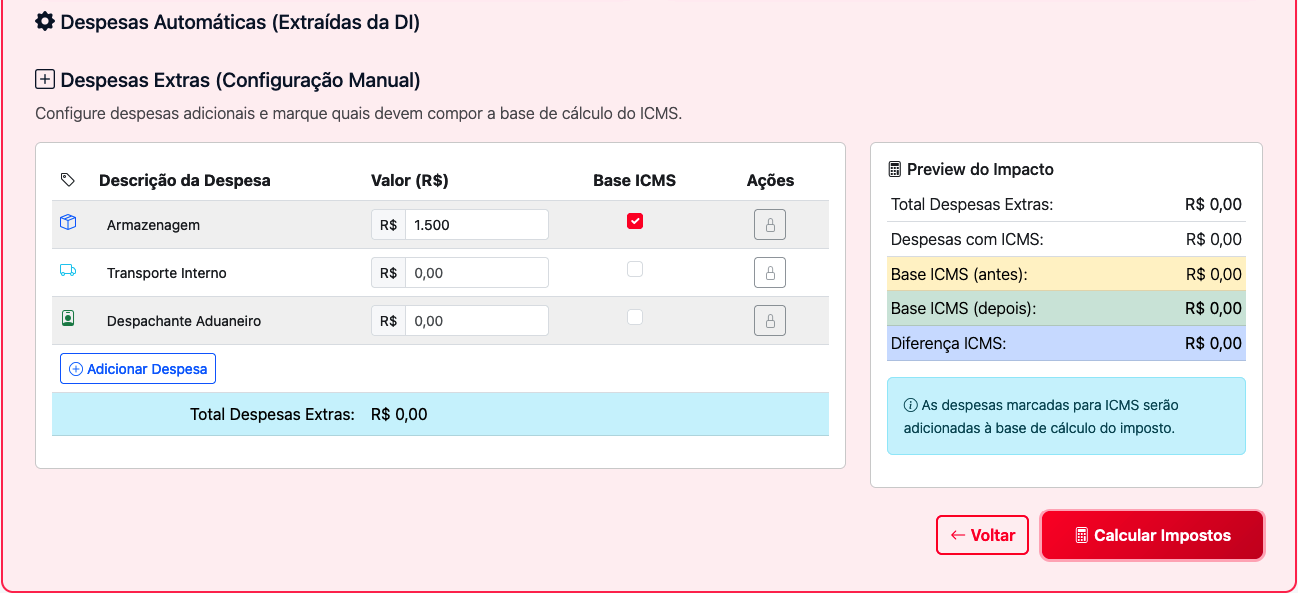 Despesas Automáticas (Extraídas da DI)
Despesas Extras (Configuração Manual)
Configure despesas adicionais e marque quais devem compor a base de cálculo do ICMS.
Descrição da Despesa Valor (R$) Base ICMS Ações
Armazenagem R$ 1.500
Transporte Interno R$ 0,00
Despachante Aduaneiro R$ 0,00
Adicionar Despesa
Total Despesas Extras: R$ 0,00
Preview do Impacto
Total Despesas Extras: R$ 0,00
Despesas com ICMS: R$ 0,00
Base ICMS (antes): R$ 0,00
Base ICMS (depois): R$ 0,00
Diferença ICMS: R$ 0,00
As despesas marcadas para ICMS serão
adicionadas à base de cálculo do imposto.
Voltar
Calcular Impostos